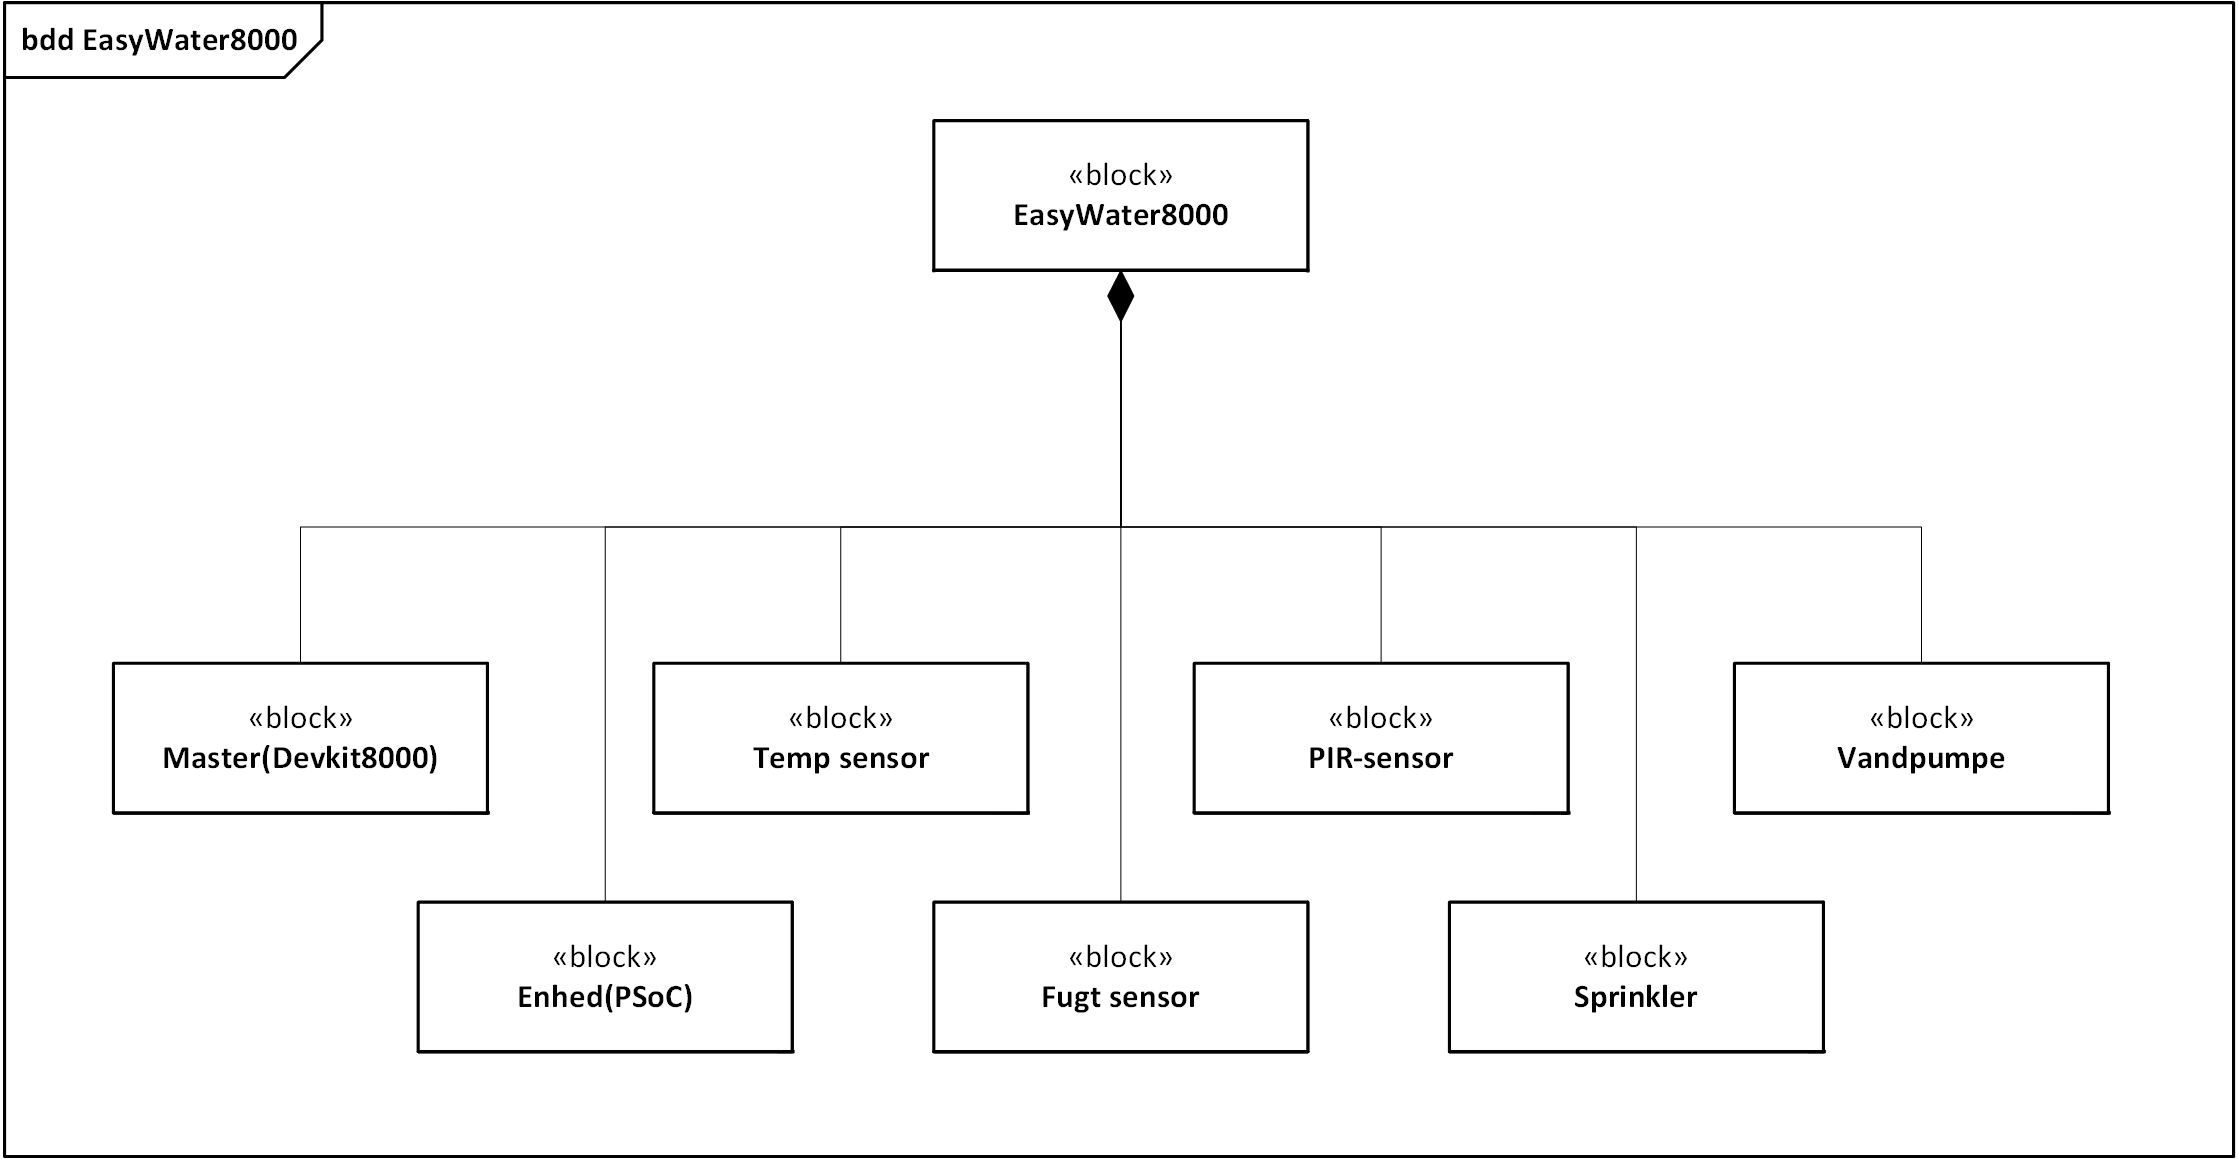 bdd EasyWater8000
«block»
EasyWater8000
«block»
Master(Devkit8000)
«block»
Temp sensor
«block»
PIR-sensor
«block»
Vandpumpe
«block»
Enhed(PSoC)
«block»
Fugt sensor
«block»
Sprinkler